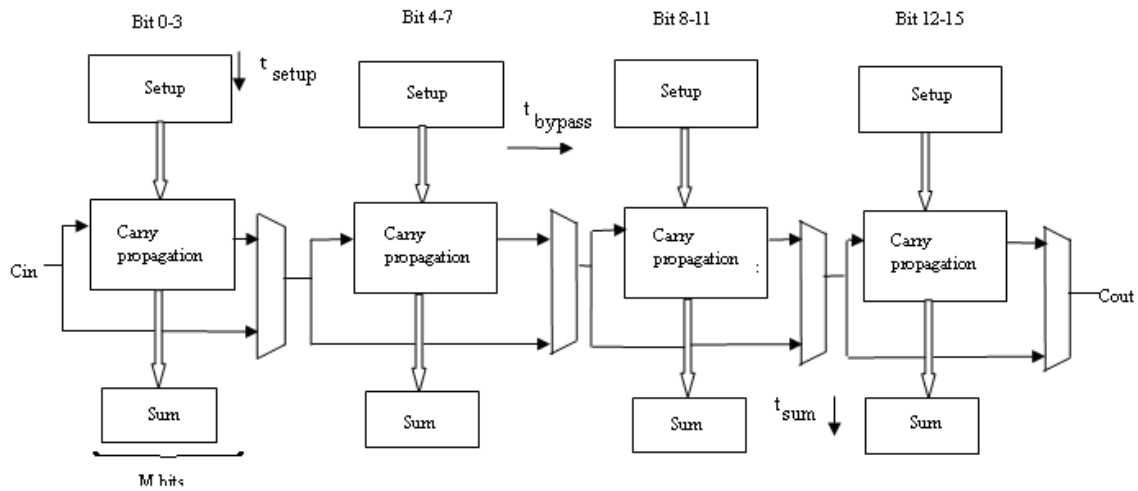 Bit 0-3
Bit 4-7
Bit 8-11
Bit 12-15
Setup
t setup
Setup
t bypass
Setup
Setup
Cin
Carry
propagation
Carry
propagation
Carry
propagation :
Carry
propagation
Cout
Sum
Sum
Sum
t sum
Sum
M bits